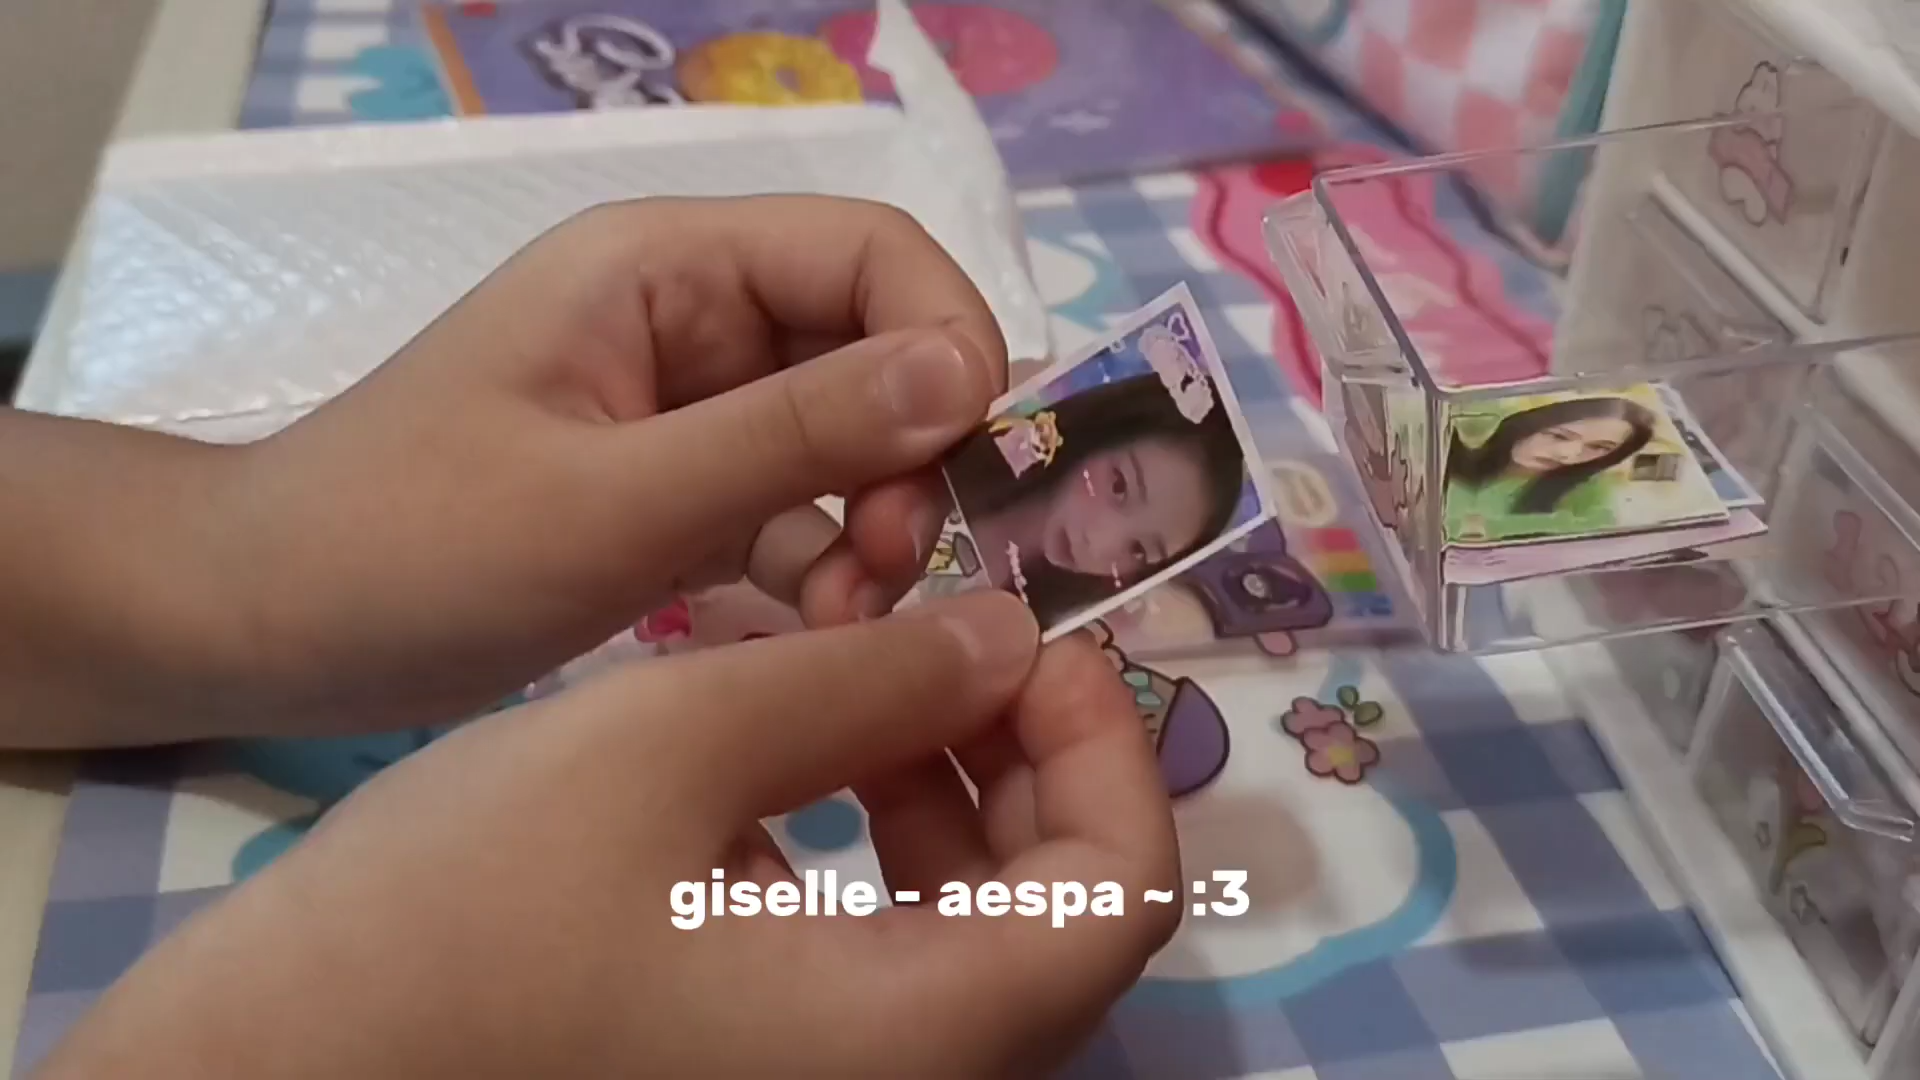 giselle - aespa ~ :3